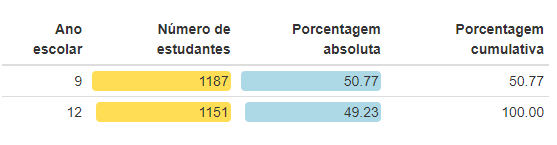 Ano escolar Número de estudantes Porcentagem absoluta Porcentagem cumulativa
9 1187 50.77 50.77
12 1151 49.23 100.00